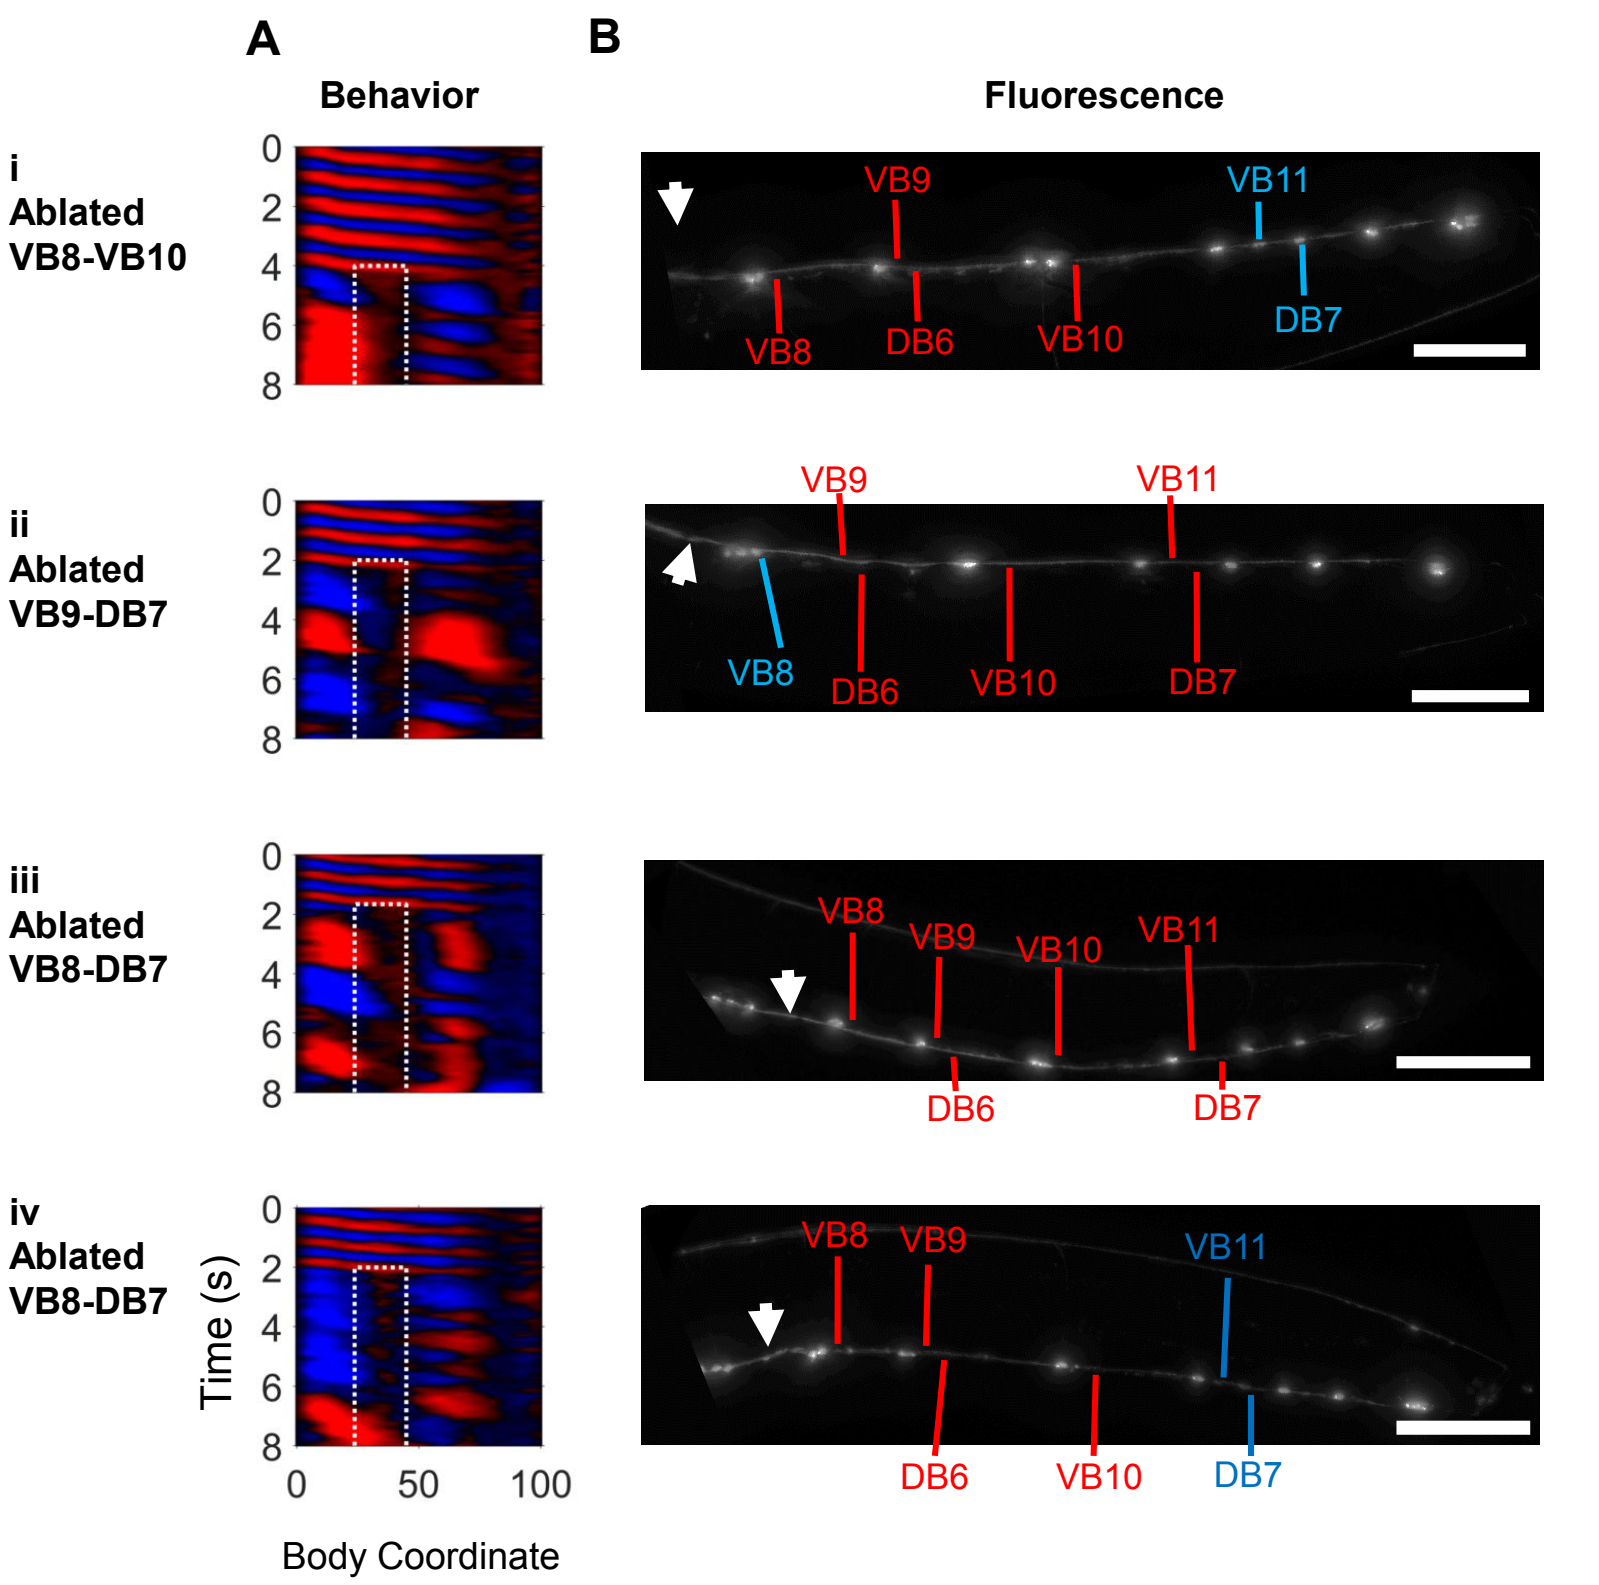 A
B
Behavior
Fluorescence
i
Ablated
VB8-VB10
0
2
4
6
8
VB9
VB11
VB8
DB6
VB10
DB7
ii
Ablated
VB9-DB7
0
2
4
6
8
VB9
VB11
VB8
DB6
VB10
DB7
iii
Ablated
VB8-DB7
0
2
4
6
8
VB8
VB9
VB10
VB11
DB6
DB7
iv
Ablated
VB8-DB7
Time (s)
0
2
4
6
8
0
50
100
Body Coordinate
VB8
VB9
VB11
DB6
VB10
DB7